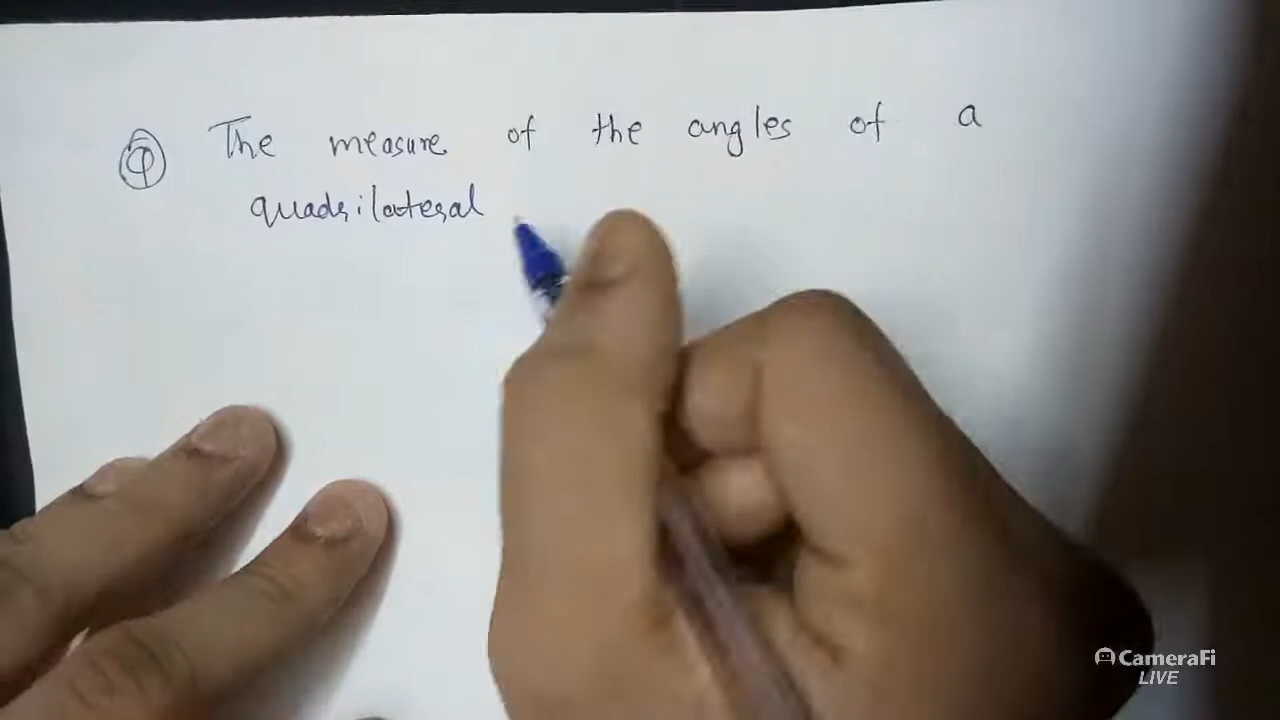 Q The measure of the angles of a
quadrilateral
CameraFi
LIVE